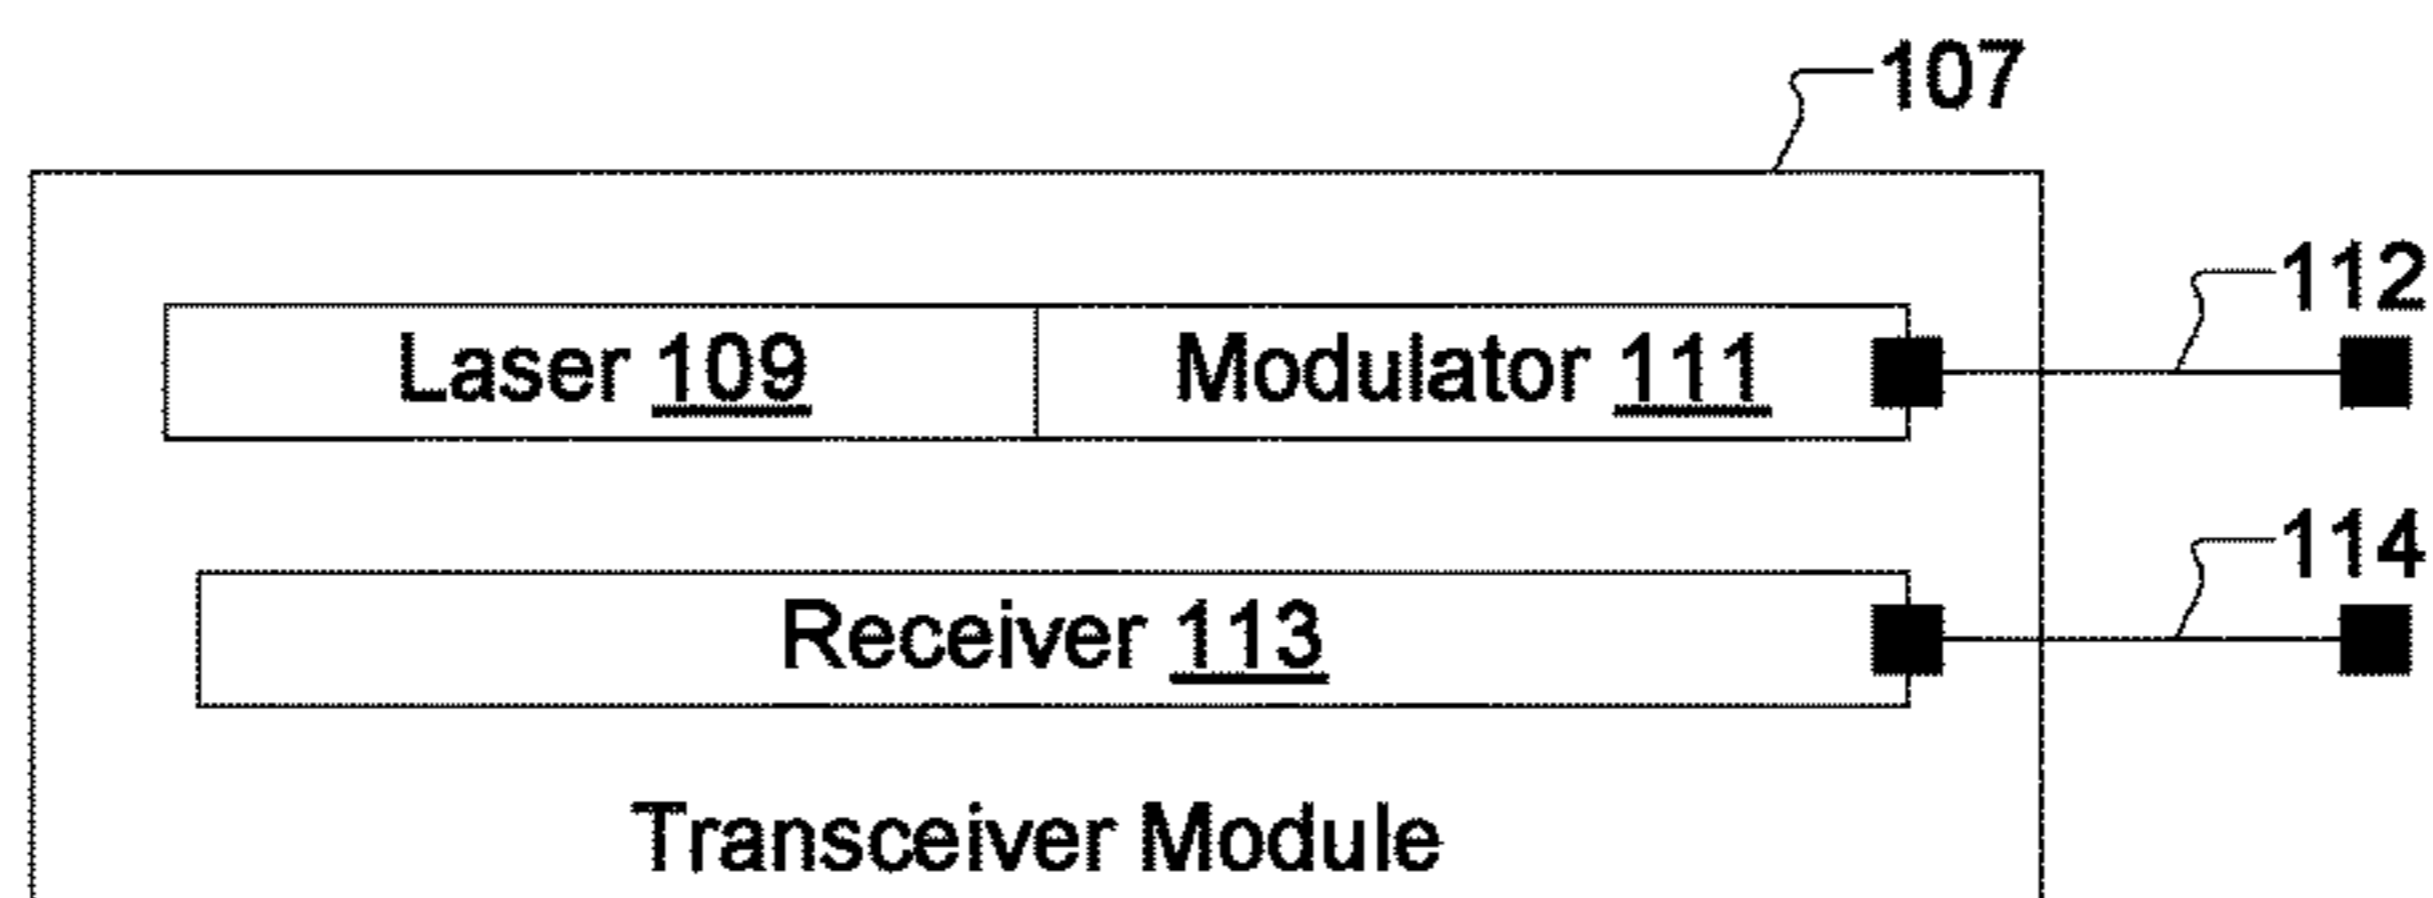 107
112
Laser 109
Modulator 111
114
Receiver 113
Transceiver Module